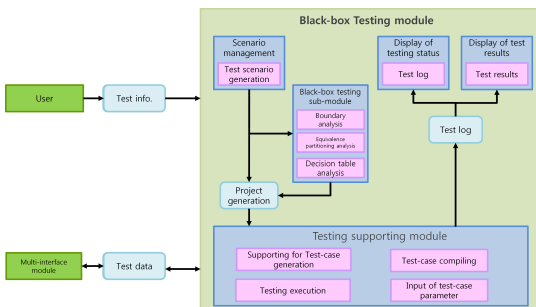 Black-box Testing module
Scenario
management
Test scenario
generation
Display of
testing status
Test log
Display of test
results
Test results
User
Test info.
Black-box testing
sub-module
Boundary
analysis
Equivalence
partitioning analysis
Decision table
analysis
Test log
Project
generation
Testing supporting module
Supporting for Test-case
generation
Test-case compiling
Testing execution
Input of test-case
parameter
Multi-interface
module
Test data